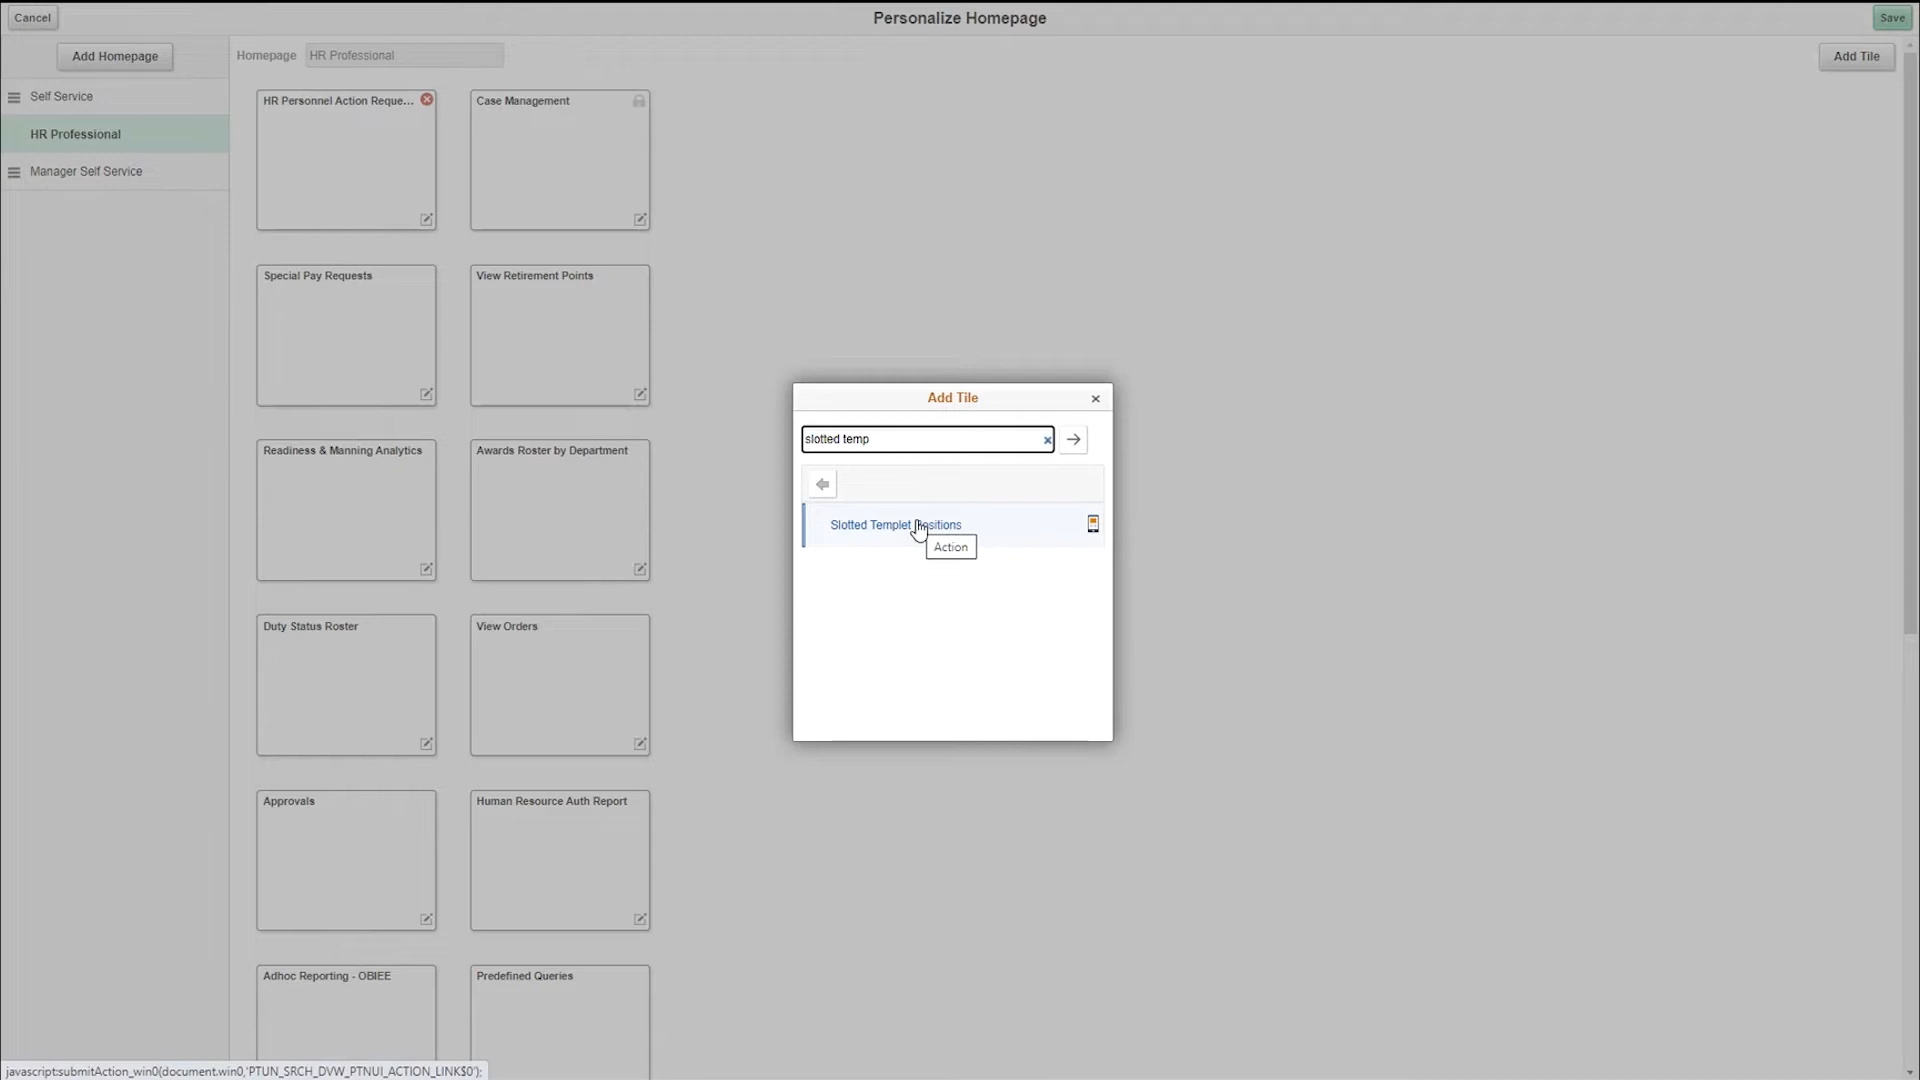 Cancel
Personalize Homepage
Save
Add Homepage
Homepage
HR Professional
Add Tile
Self Service
HR Professional
Manager Self Service
HR Personnel Action Reque...
Case Management
Special Pay Requests
View Retirement Points
Readiness & Manning Analytics
Awards Roster by Department
Duty Status Roster
View Orders
Approvals
Human Resource Auth Report
Adhoc Reporting - OBIEE
Predefined Queries
Add Tile
slotted temp
Slotted Templet Positions
Action
javascript:submitAction_win0(document.win0,'PTUN_SRCH_DVW_PTNUI_ACTION_LINK$0');